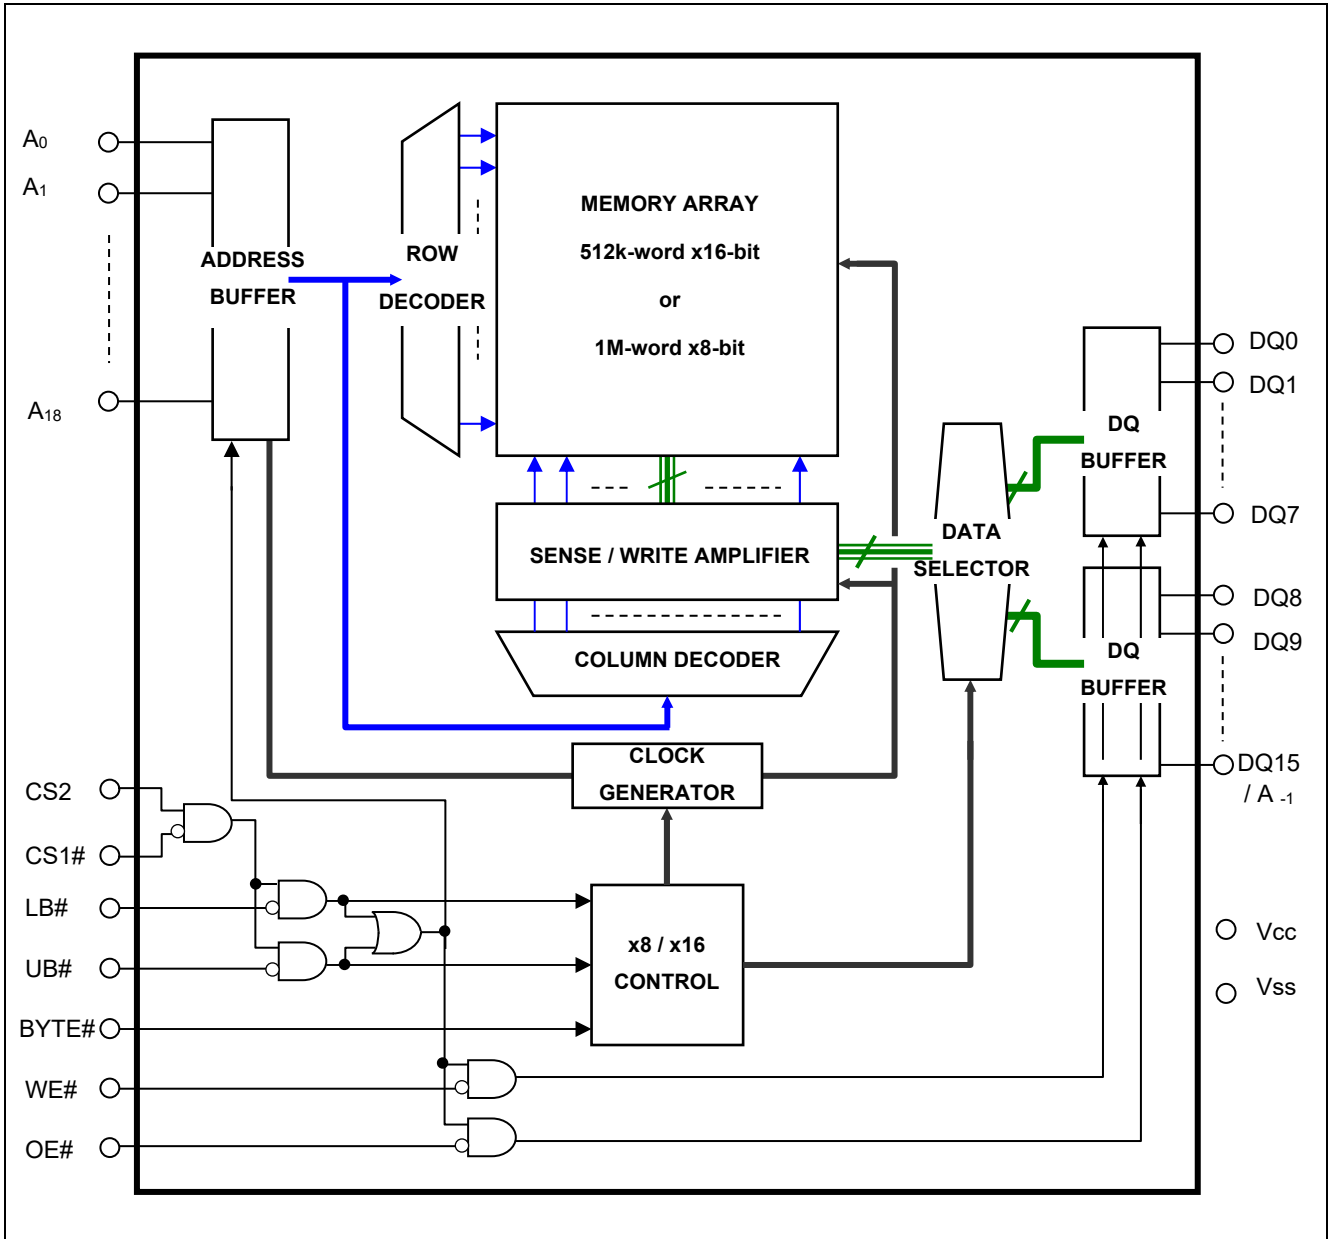 A0
A1
A18
ADDRESS
BUFFER
ROW
DECODER
MEMORY ARRAY
512k-word x16-bit
or
1M-word x8-bit
SENSE / WRITE AMPLIFIER
COLUMN DECODER
CLOCK
GENERATOR
DATA
SELECTOR
DQ
BUFFER
DQ
BUFFER
DQ0
DQ1
DQ7
DQ8
DQ9
DQ15
/ A -1
CS2
CS1#
LB#
UB#
BYTE#
WE#
OE#
x8 / x16
CONTROL
Vcc
Vss